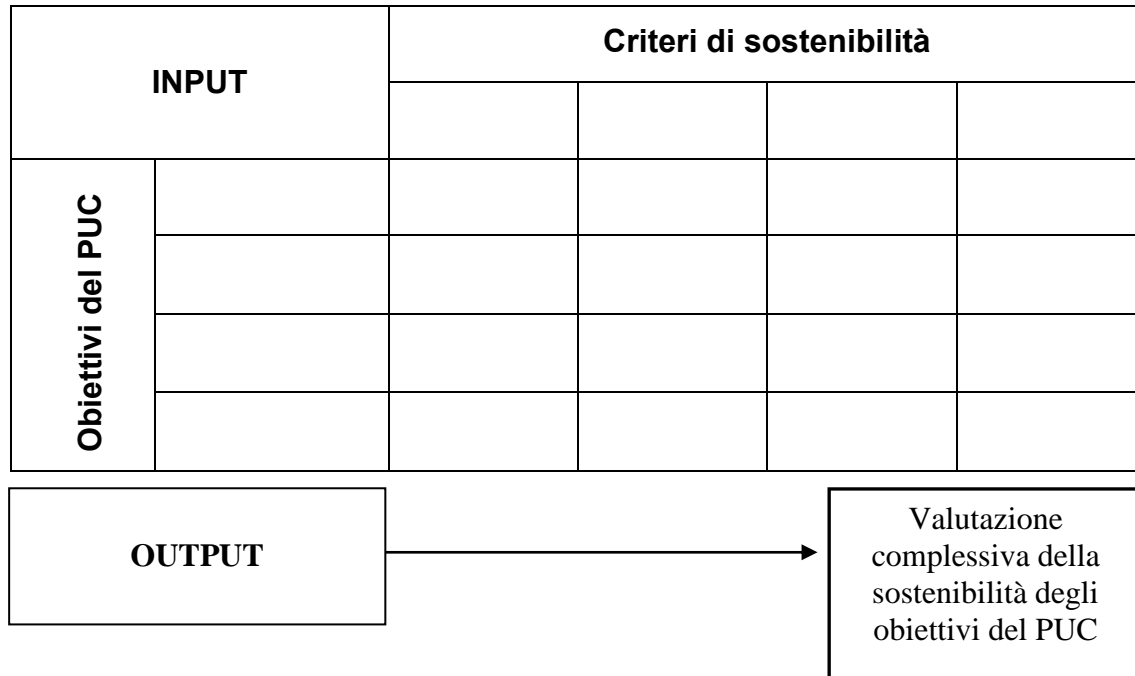 INPUT
Criteri di sostenibilità
Obiettivi del PUC
OUTPUT
Valutazione
complessiva della
sostenibilità degli
obiettivi del PUC